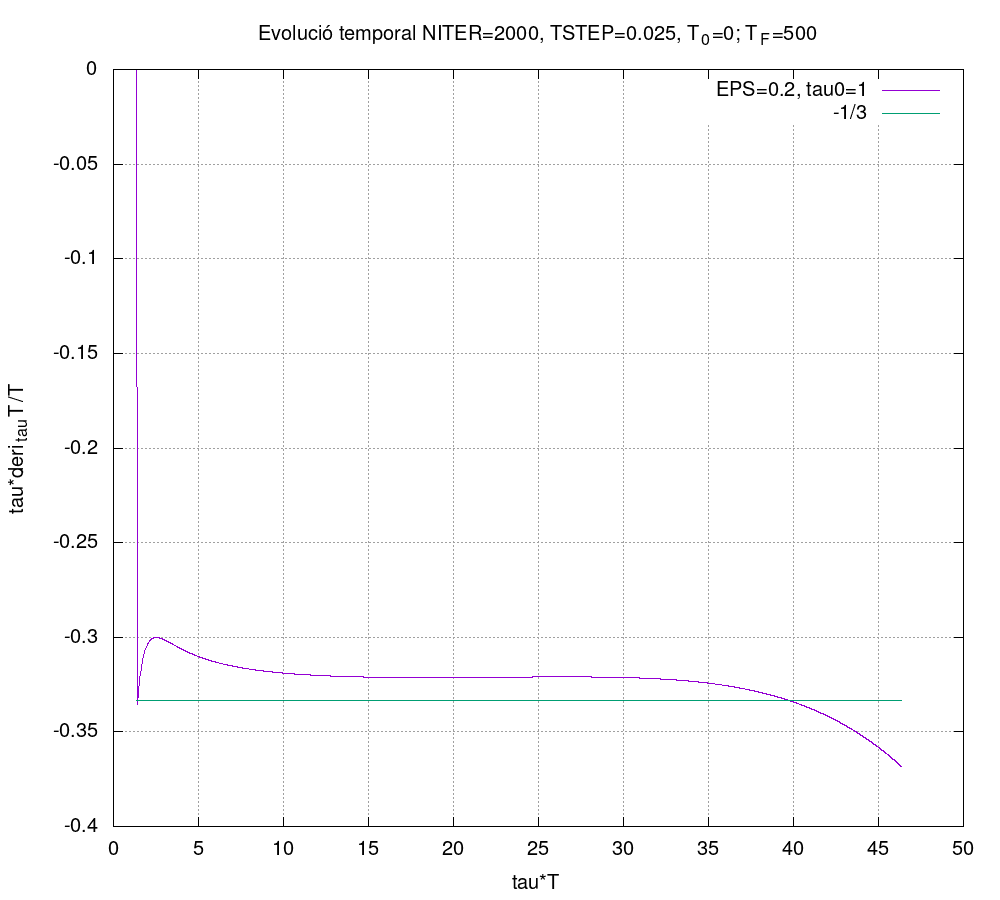 Evolució temporal NITER=2000, TSTEP=0.025, T0=0; TF=500
EPS=0.2, tau0=1
-1/3
0
-0.05
-0.1
-0.15
-0.2
-0.25
-0.3
-0.35
-0.4
tau*deritauT/T
0 5 10 15 20 25 30 35 40 45 50
tau*T